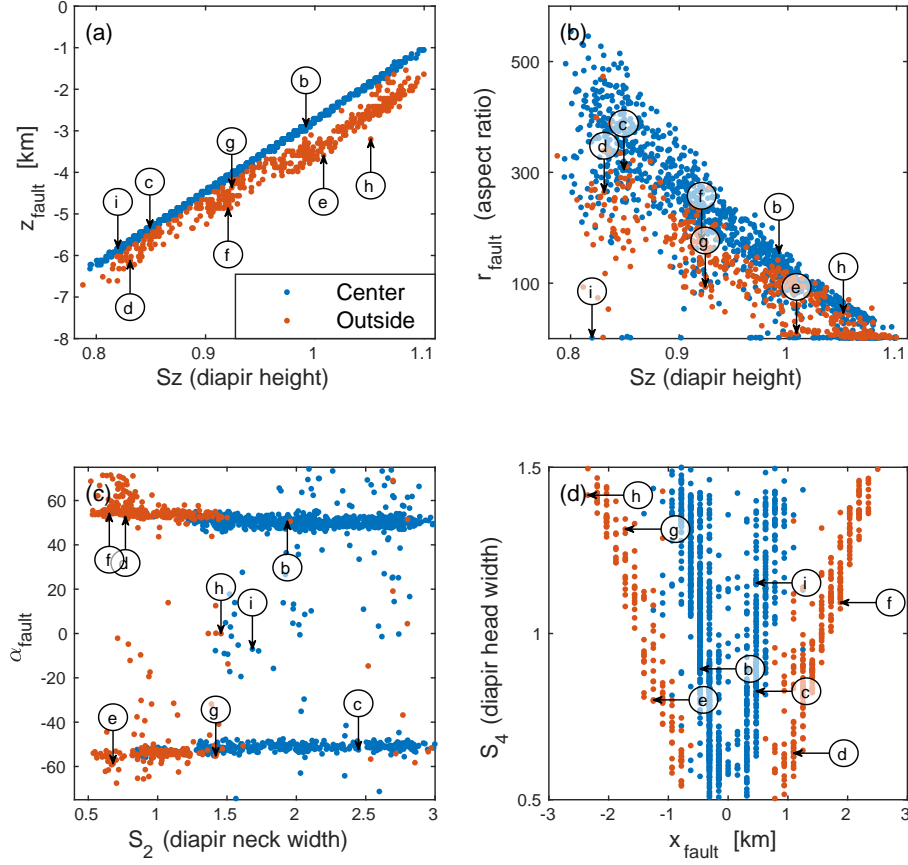 (a)
0
-1
-2
-3
-4
-5
-6
-7
-8
z_fault [km]
b
g
c
i
e
h
f
d
Center
Outside
0.8 0.9 1 1.1
Sz (diapir height)
(b)
500
300
100
r_fault (aspect ratio)
c
d
f
b
g
h
i
e
0.8 0.9 1 1.1
Sz (diapir height)
(c)
60
40
20
0
-20
-40
-60
α_fault
f d
b
h
i
g
c
e
0.5 1 1.5 2 2.5 3
S_2 (diapir neck width)
(d)
1.5
1
0.5
S_4 (diapir head width)
h
g
i
f
b
c
e
d
-3 -2 -1 0 1 2 3
x_fault [km]